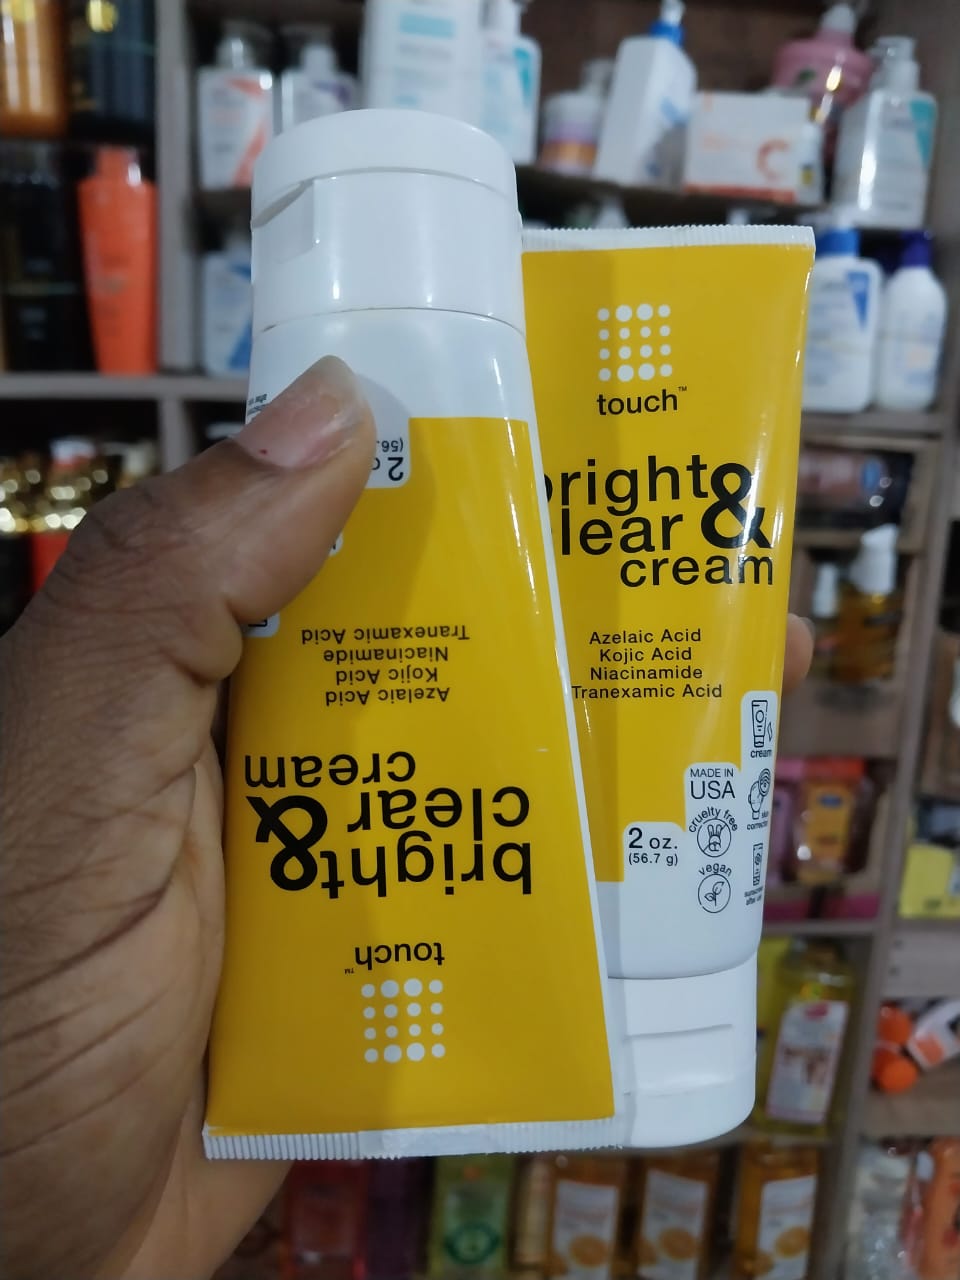 touch™
bright &
clear
cream
Azelaic Acid
Kojic Acid
Niacinamide
Tranexamic Acid
2
touch™
right &
lear
cream
Azelaic Acid
Kojic Acid
Niacinamide
Tranexamic Acid
cream
MADE IN
USA
cruelty free
2 oz.
(56.7 g)
vegan